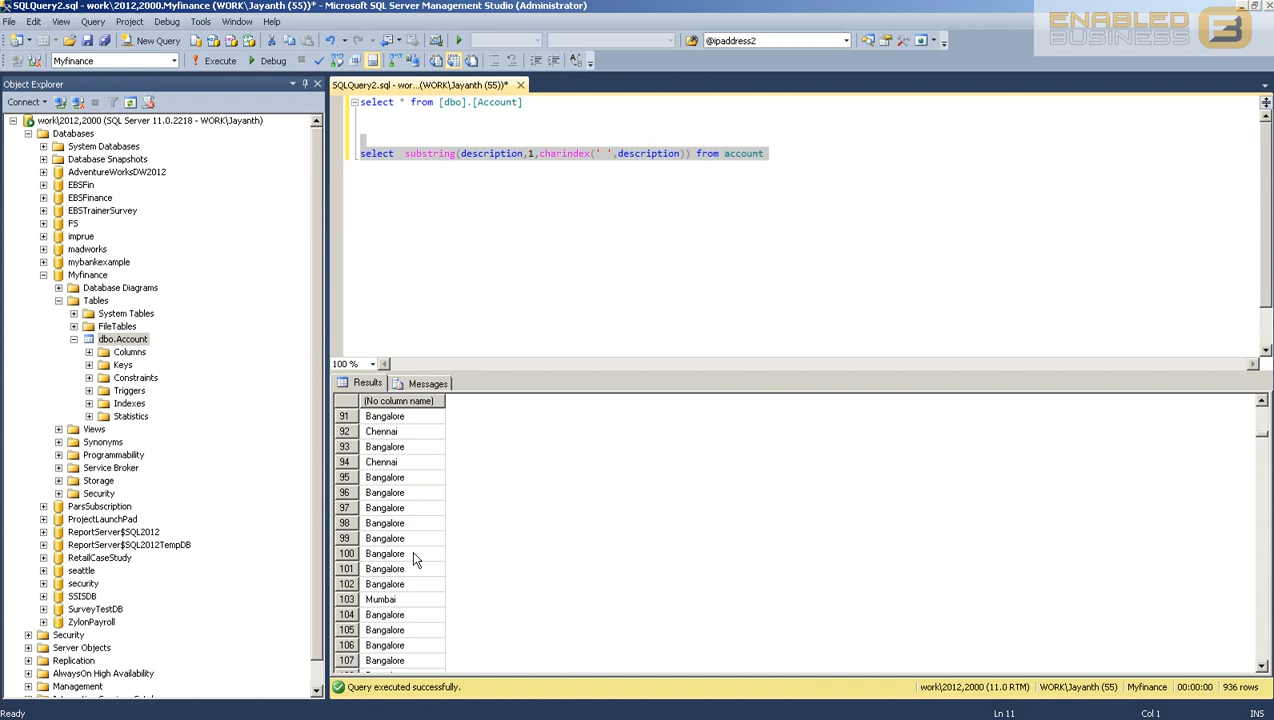 SQLQuery2.sql - work\2012,2000.Myfinance (WORK\Jayanth (55))* - Microsoft SQL Server Management Studio (Administrator)
File Edit View Query Project Debug Tools Window Help
ENABLED
BUSINESS
New Query
@ipaddress2
Myfinance
Execute
Debug
Object Explorer
SQLQuery2.sql - wor...(WORK\Jayanth (55))*
Connect
select * from [dbo].[Account]
select substring(description,1,charindex(' ',description)) from account
work\2012,2000 (SQL Server 11.0.2218 - Jayanth)
Databases
System Databases
Database Snapshots
AdventureWorksDW2012
EBSFin
EBSFinance
EBSTrainerSurvey
FS
imprue
madworks
mybankexample
Myfinance
Database Diagrams
Tables
System Tables
FileTables
dbo.Account
Columns
Keys
Constraints
Triggers
Indexes
Statistics
Views
Synonyms
Programmability
Service Broker
Storage
Security
ParsSubscription
ProjectLaunchPad
ReportServer$SQL2012
ReportServer$SQL2012TempDB
RetailCaseStudy
seattle
security
SSISDB
SurveyTestDB
ZylonPayroll
Security
Server Objects
Replication
AlwaysOn High Availability
Management
100 %
Results Messages
(No column name)
91 Bangalore
92 Chennai
93 Bangalore
94 Chennai
95 Bangalore
96 Bangalore
97 Bangalore
98 Bangalore
99 Bangalore
100 Bangalore
101 Bangalore
102 Bangalore
103 Mumbai
104 Bangalore
105 Bangalore
106 Bangalore
107 Bangalore
Query executed successfully.
work\2012,2000 (11.0 RTM) WORK\Jayanth (55) Myfinance 00:00:00 936 rows
Ready
Ln 11
Col 1
INS